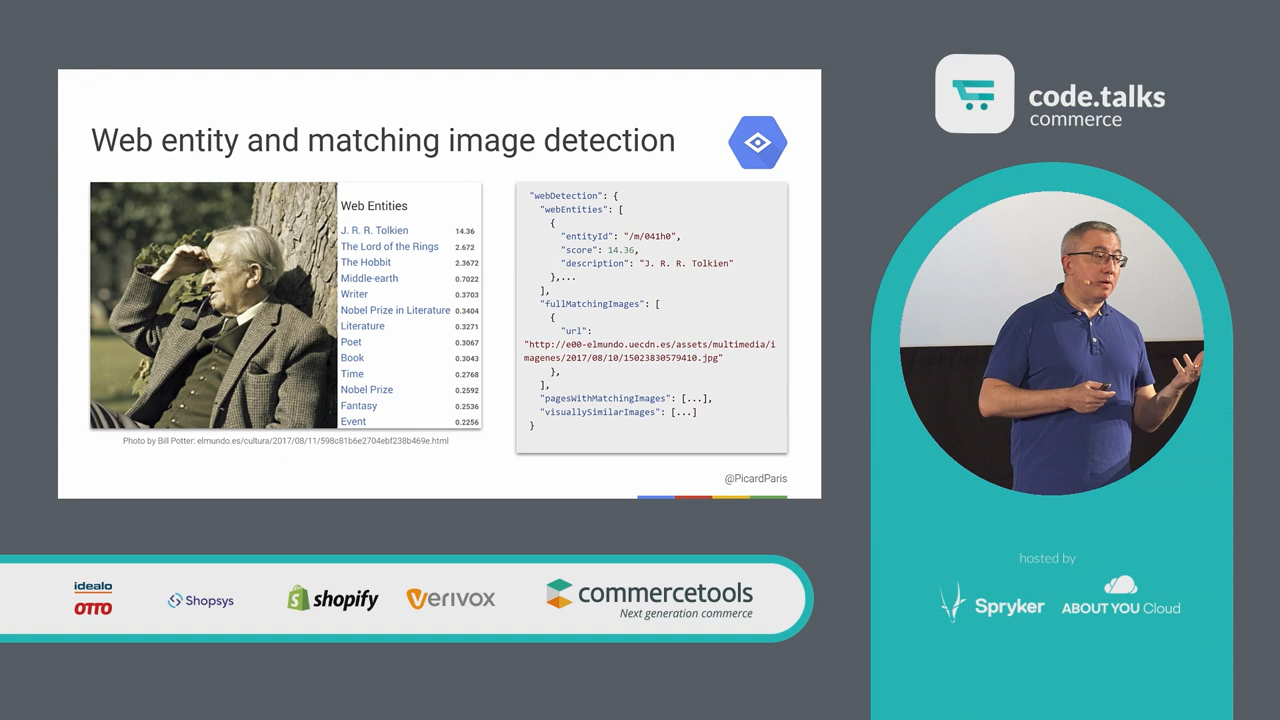 Web entity and matching image detection
Web Entities
J. R. R. Tolkien 14.36
The Lord of the Rings 2.672
The Hobbit 2.3672
Middle-earth 0.7022
Writer 0.3703
Nobel Prize in Literature 0.3404
Literature 0.3271
Poet 0.3067
Book 0.3043
Time 0.2768
Nobel Prize 0.2592
Fantasy 0.2536
Event 0.2256
Photo by Bill Potter: elmundo.es/cultura/2017/08/11/598c81b6e2704ebf238b469e.html
"webDetection": {
"webEntities": [
{
"entityId": "/m/041h0",
"score": 14.36,
"description": "J. R. R. Tolkien"
},...
],
"fullMatchingImages": [
{
"url":
"http://e00-elmundo.uecdn.es/assets/multimedia/i
magenes/2017/08/10/15023830579410.jpg"
},
],
"pagesWithMatchingImages": [...],
"visuallySimilarImages": [...]
}
@PicardParis
code.talks
commerce
hosted by
Spryker
ABOUT YOU Cloud
idealo
OTTO
Shopsys
shopify
VERIVOX
commercetools
Next generation commerce